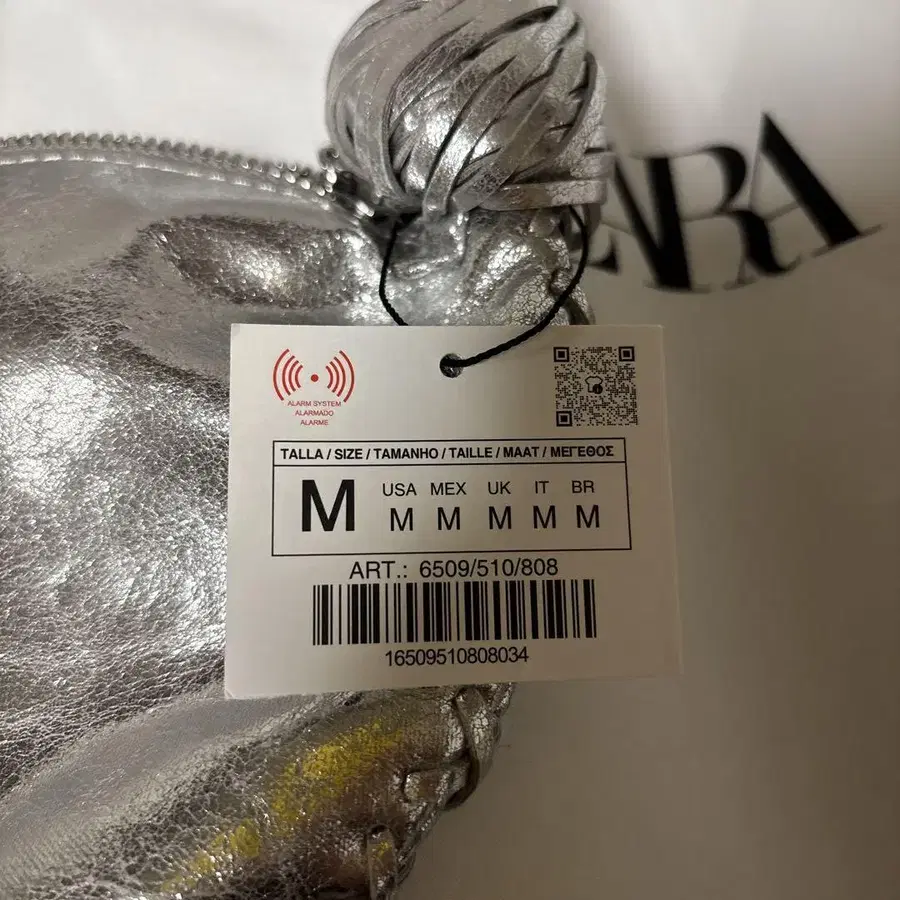 ZARA
ALARM SYSTEM
ALARMADO
ALARME
TALLA / SIZE / TAMANHO / TAILLE / MAAT / ΜΕΓΕΘΟΣ
M
USA MEX UK IT BR
M M M M M
ART.: 6509/510/808
16509510808034